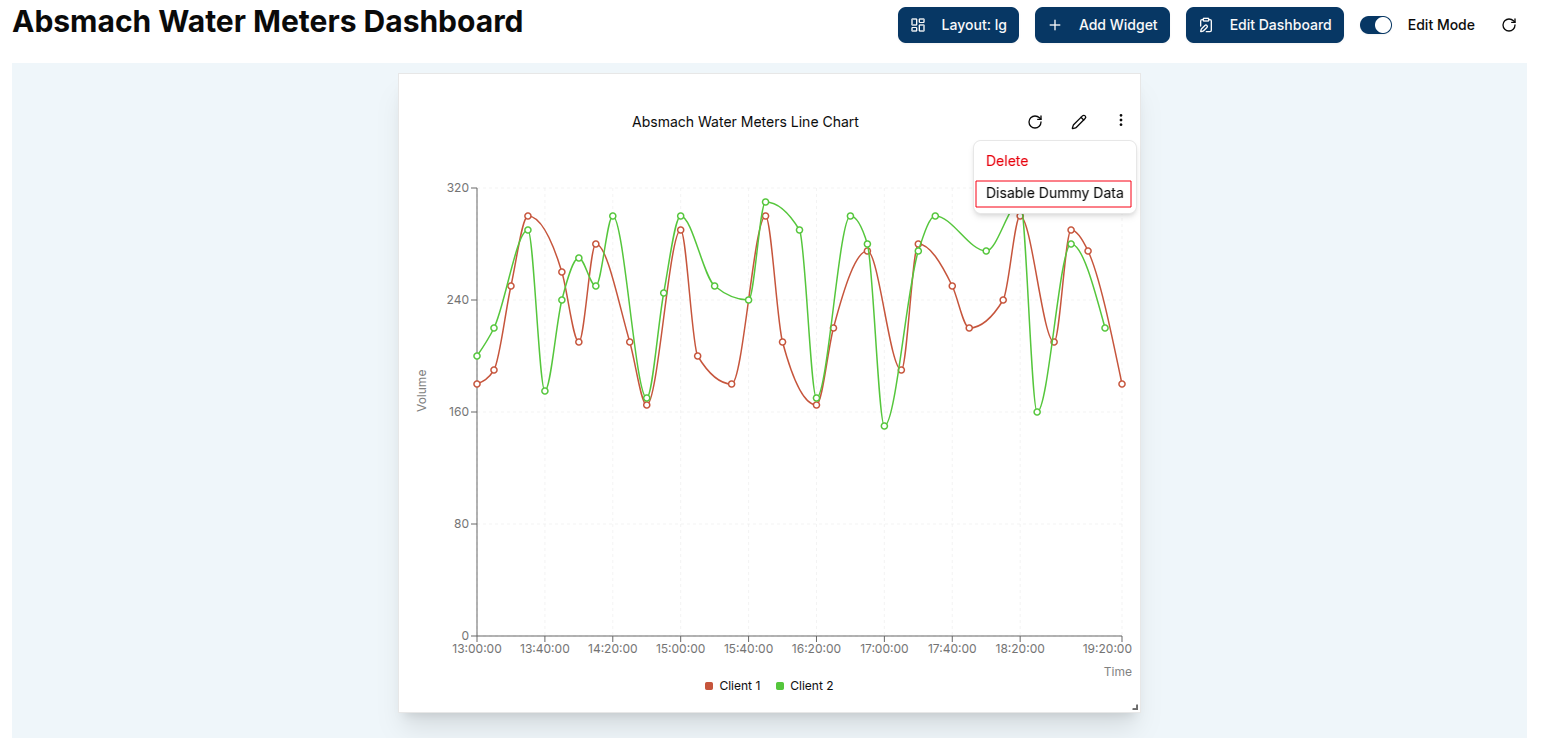 Absmach Water Meters Dashboard
Layout: lg
Add Widget
Edit Dashboard
Edit Mode
Absmach Water Meters Line Chart
Delete
Disable Dummy Data
320
240
160
80
0
Volume
13:00:00 13:40:00 14:20:00 15:00:00 15:40:00 16:20:00 17:00:00 17:40:00 18:20:00 19:20:00
Time
Client 1 Client 2